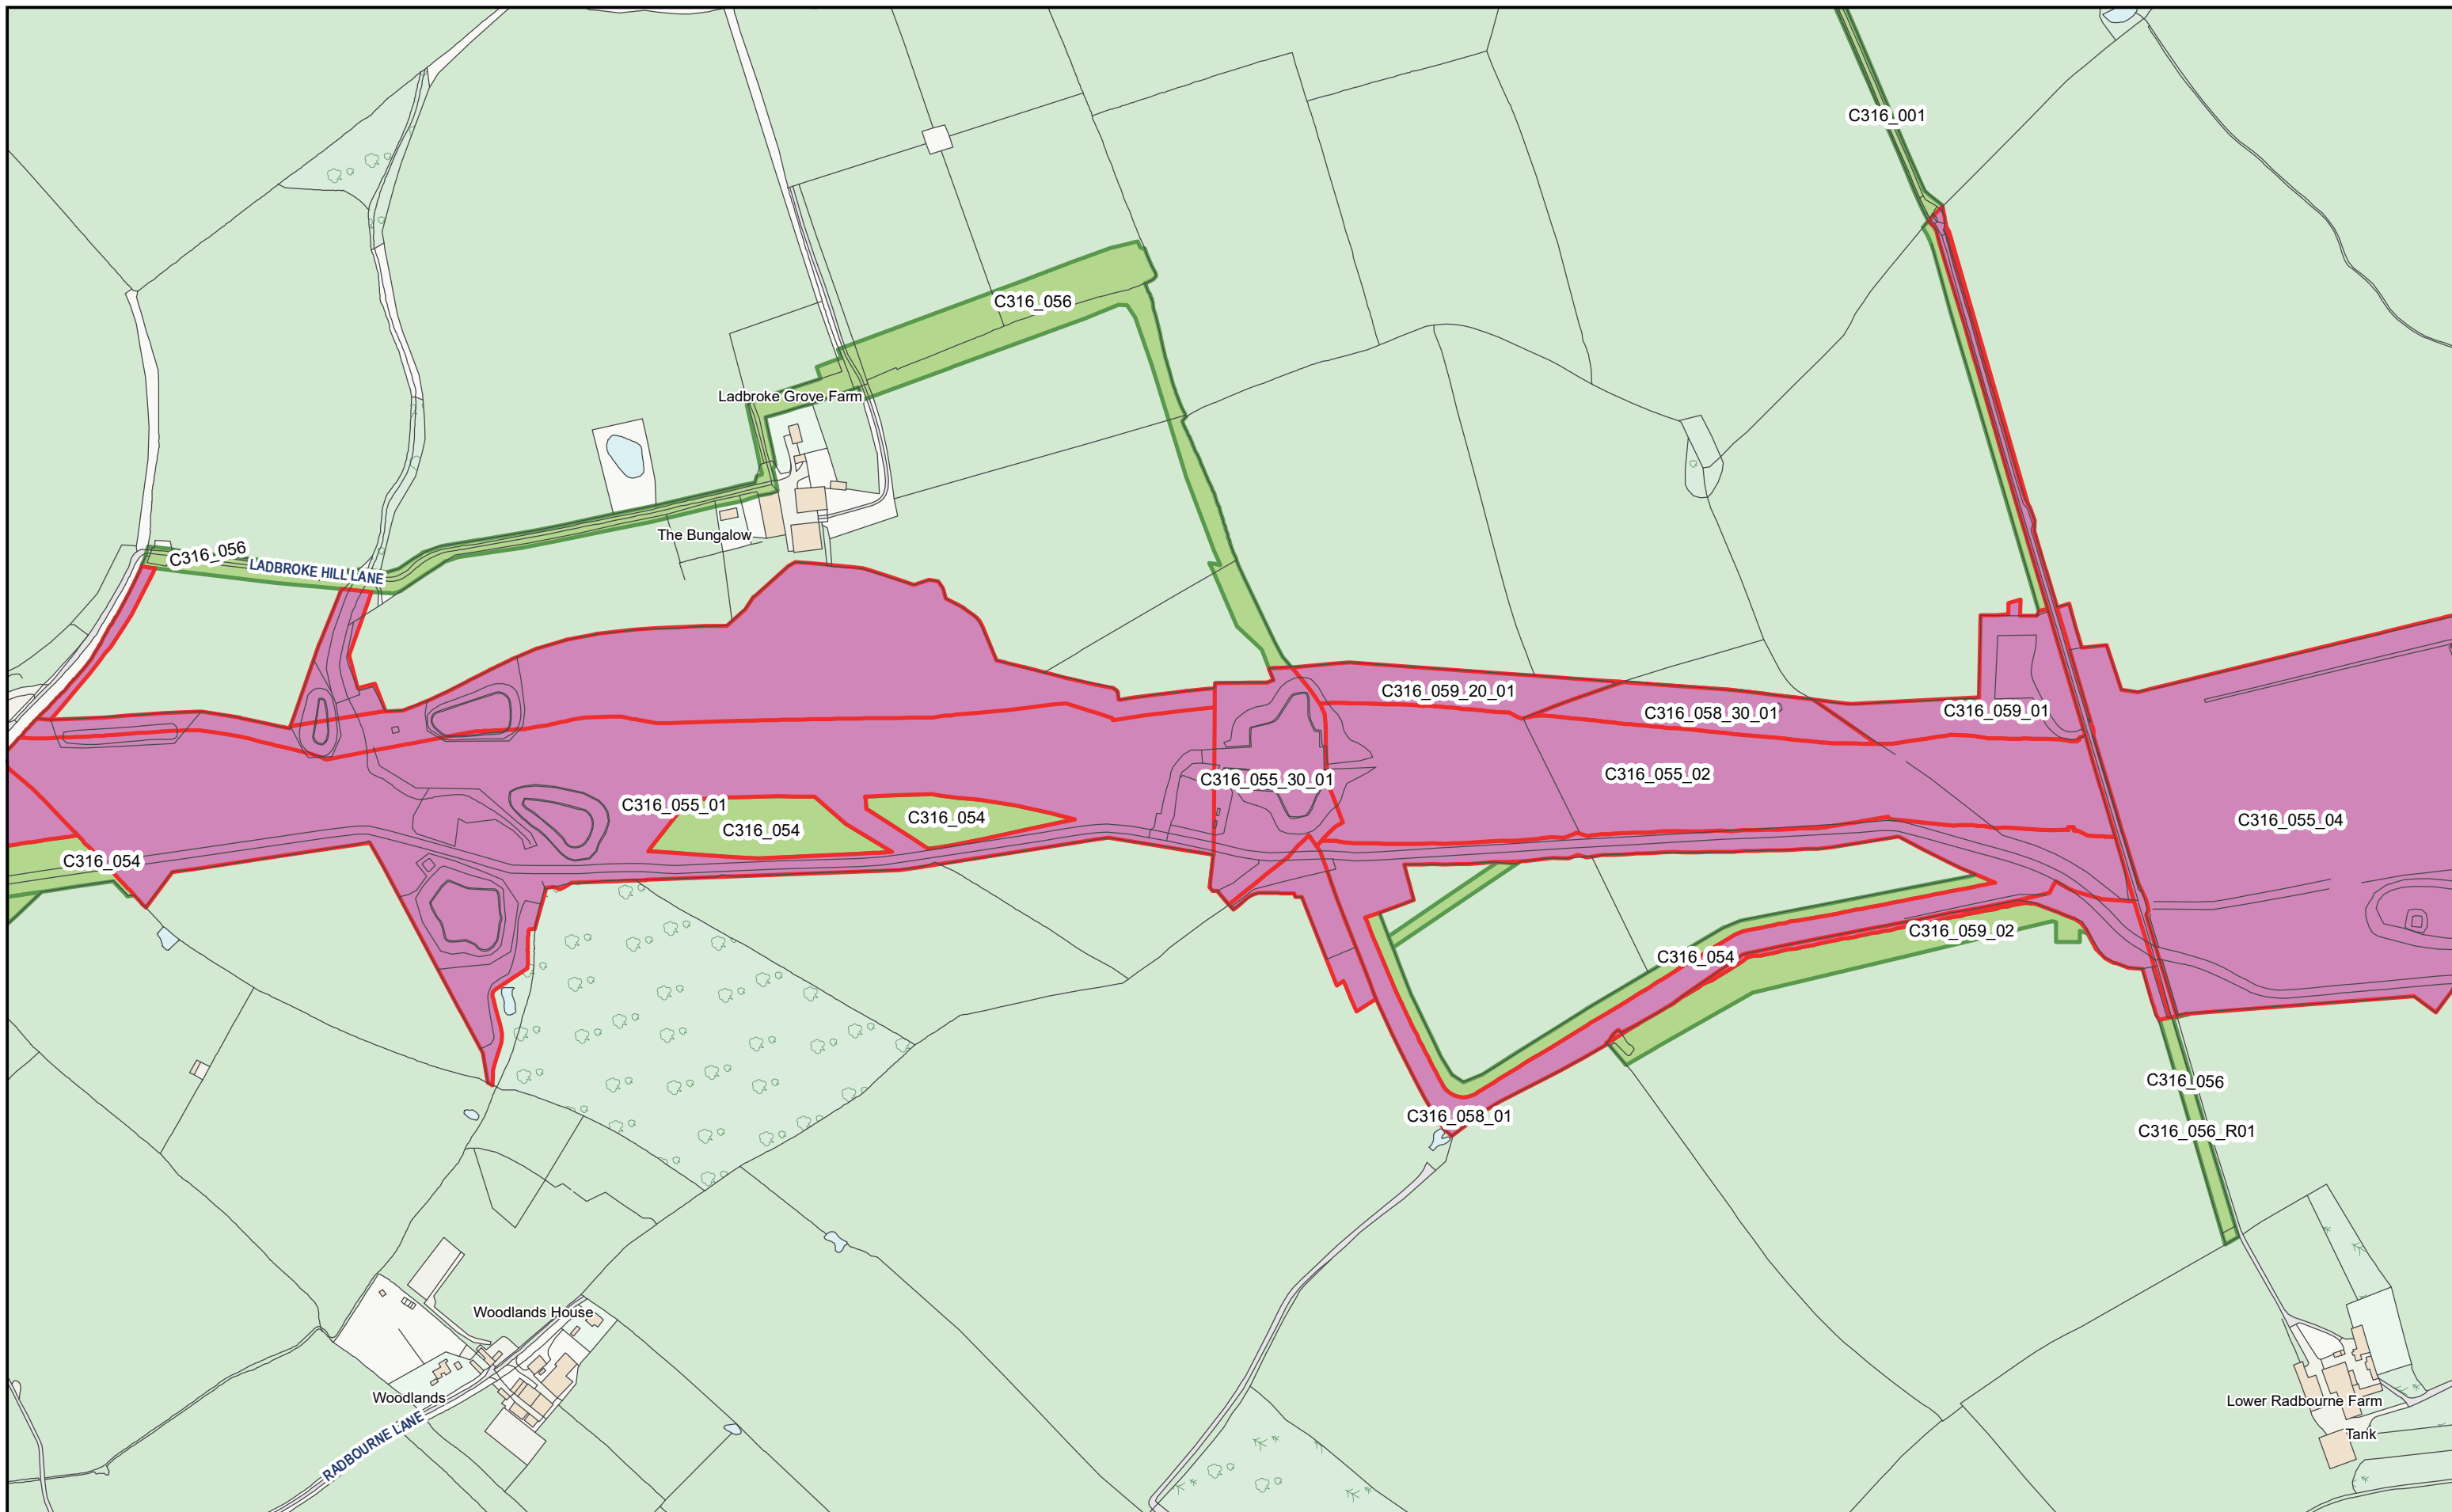 C316_001
C316_056
Ladbroke Grove Farm
The Bungalow
C316_056
LADBROKE HILL LANE
C316_059_20_01
C316_058_30_01
C316_059_01
C316_055_30_01
C316_055_02
C316_055_01
C316_054
C316_054
C316_055_04
C316_054
C316_059_02
C316_054
C316_056
C316_058_01
C316_056_R01
Woodlands House
Woodlands
RADBOURNE LANE
Lower Radbourne Farm
Tank